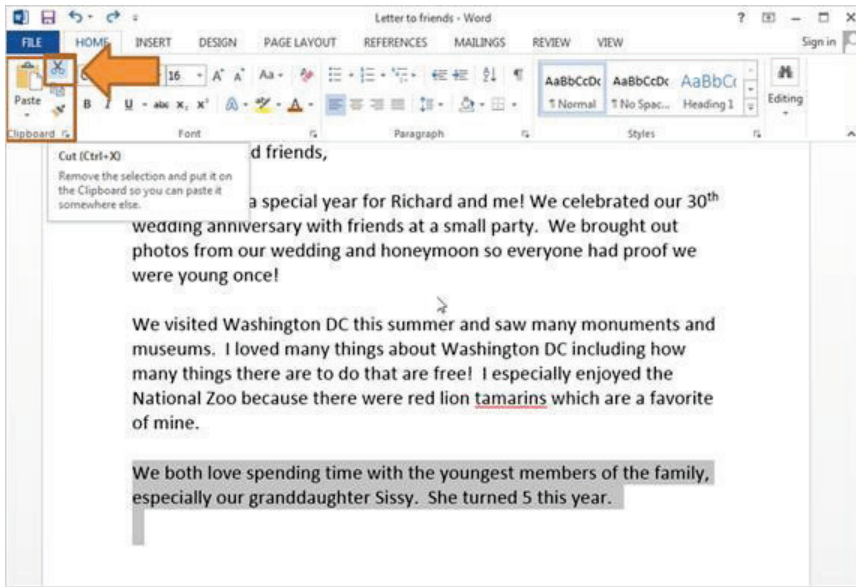 Letter to friends - Word
?
FILE HOME INSERT DESIGN PAGE LAYOUT REFERENCES MAILINGS REVIEW VIEW Sign in
16 A A Aa
Paste B I U abc X₂ X² A A
AaBbCcDc AaBbCcDc AaBbCc
¶ Normal ¶ No Spac... Heading 1
Editing
Clipboard Font Paragraph Styles
Cut (Ctrl+X)
Remove the selection and put it on
the Clipboard so you can paste it
somewhere else.
d friends,
a special year for Richard and me! We celebrated our 30th
wedding anniversary with friends at a small party. We brought out
photos from our wedding and honeymoon so everyone had proof we
were young once!
We visited Washington DC this summer and saw many monuments and
museums. I loved many things about Washington DC including how
many things there are to do that are free! I especially enjoyed the
National Zoo because there were red lion tamarins which are a favorite
of mine.
We both love spending time with the youngest members of the family,
especially our granddaughter Sissy. She turned 5 this year.